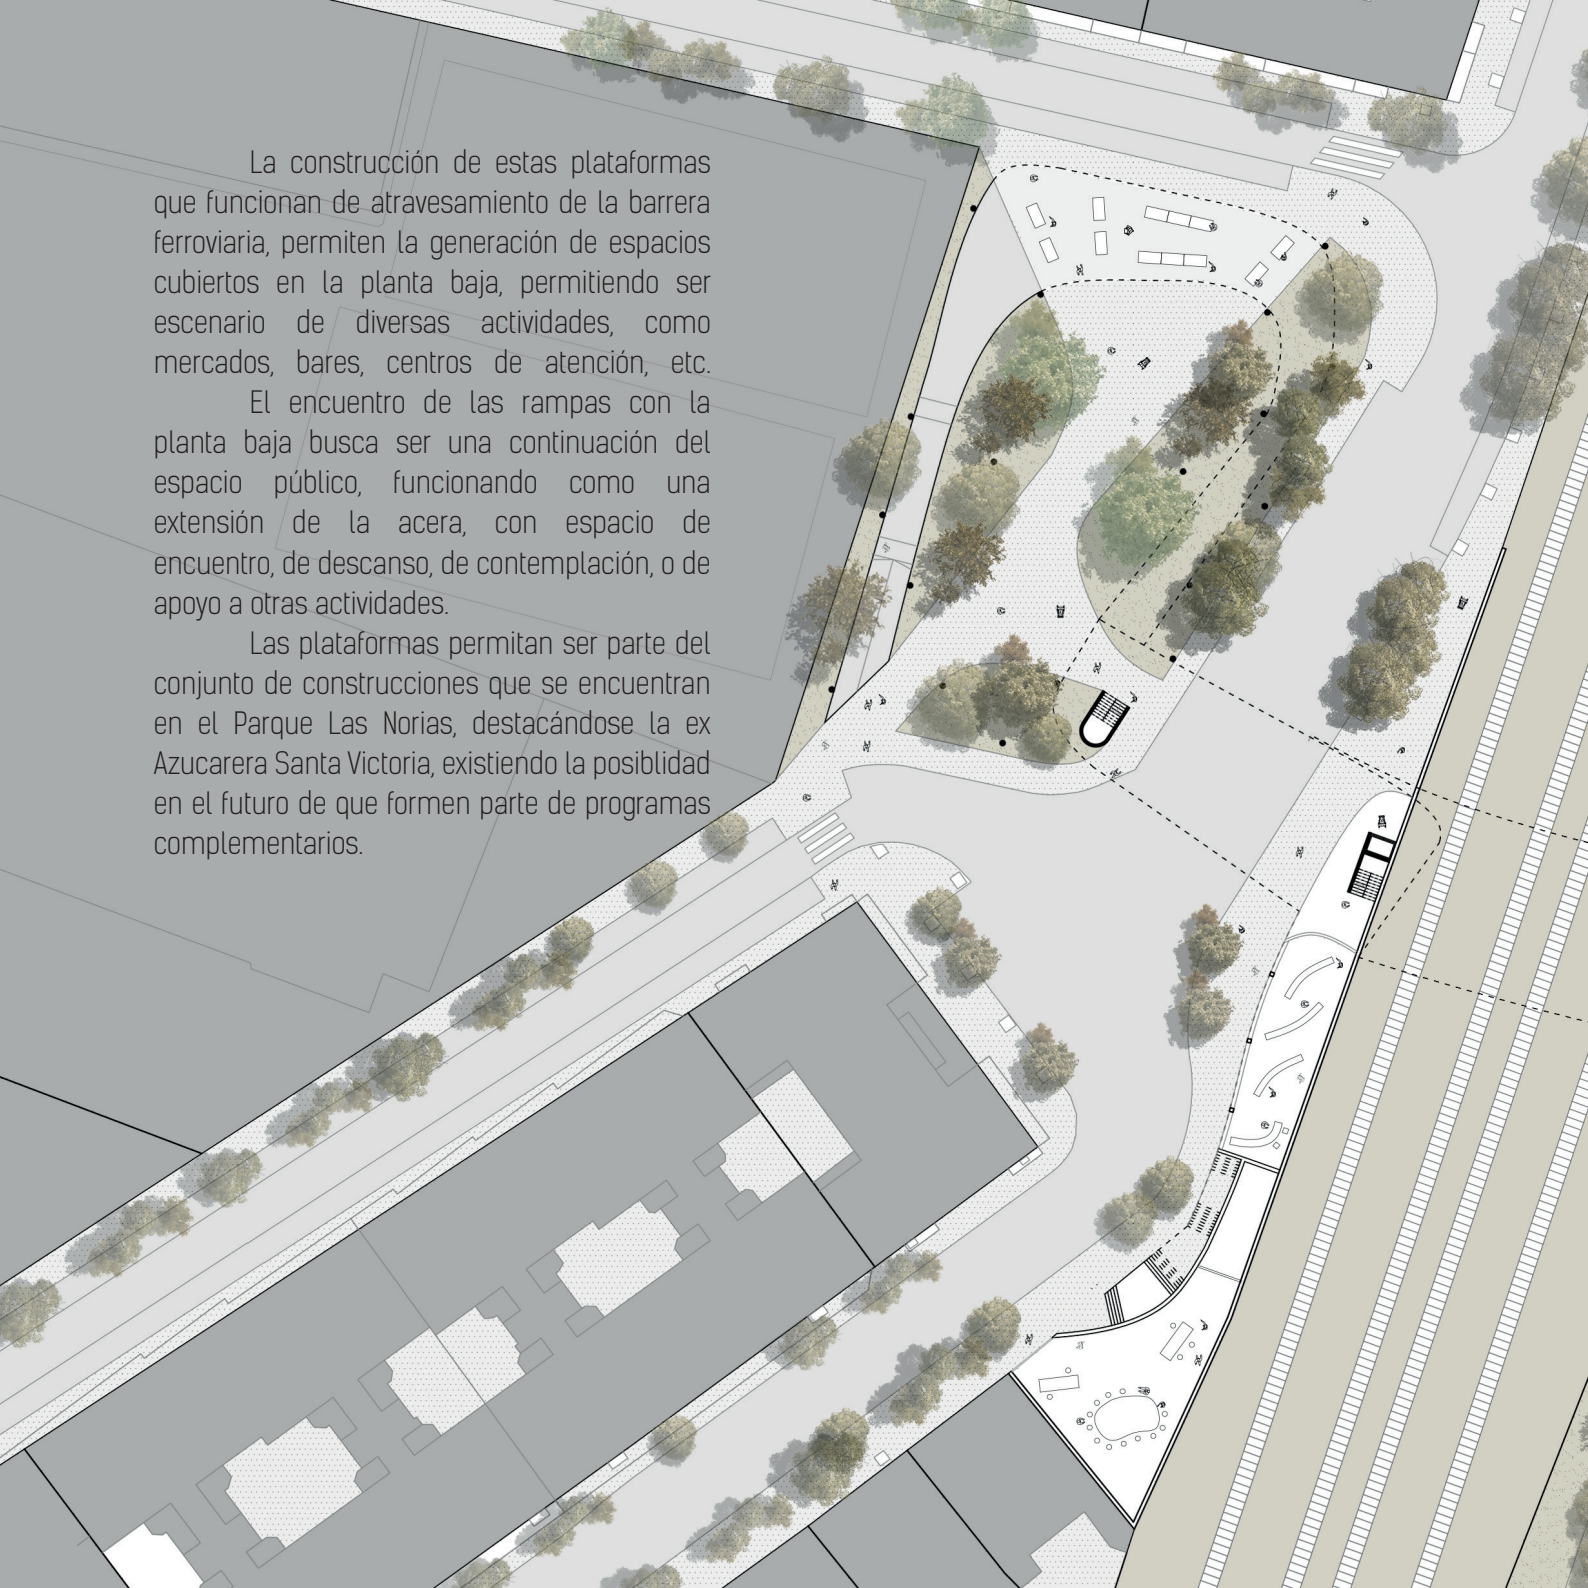 La construcción de estas plataformas
que funcionan de atravesamiento de la barrera
ferroviaria, permiten la generación de espacios
cubiertos en la planta baja, permitiendo ser
escenario de diversas actividades, como
mercados, bares, centros de atención, etc.
El encuentro de las rampas con la
planta baja busca ser una continuación del
espacio público, funcionando como una
extensión de la acera, con espacio de
encuentro, de descanso, de contemplación, o de
apoyo a otras actividades.
Las plataformas permitan ser parte del
conjunto de construcciones que se encuentran
en el Parque Las Norias, destacándose la ex
Azucarera Santa Victoria, existiendo la posiblidad
en el futuro de que formen parte de programas
complementarios.